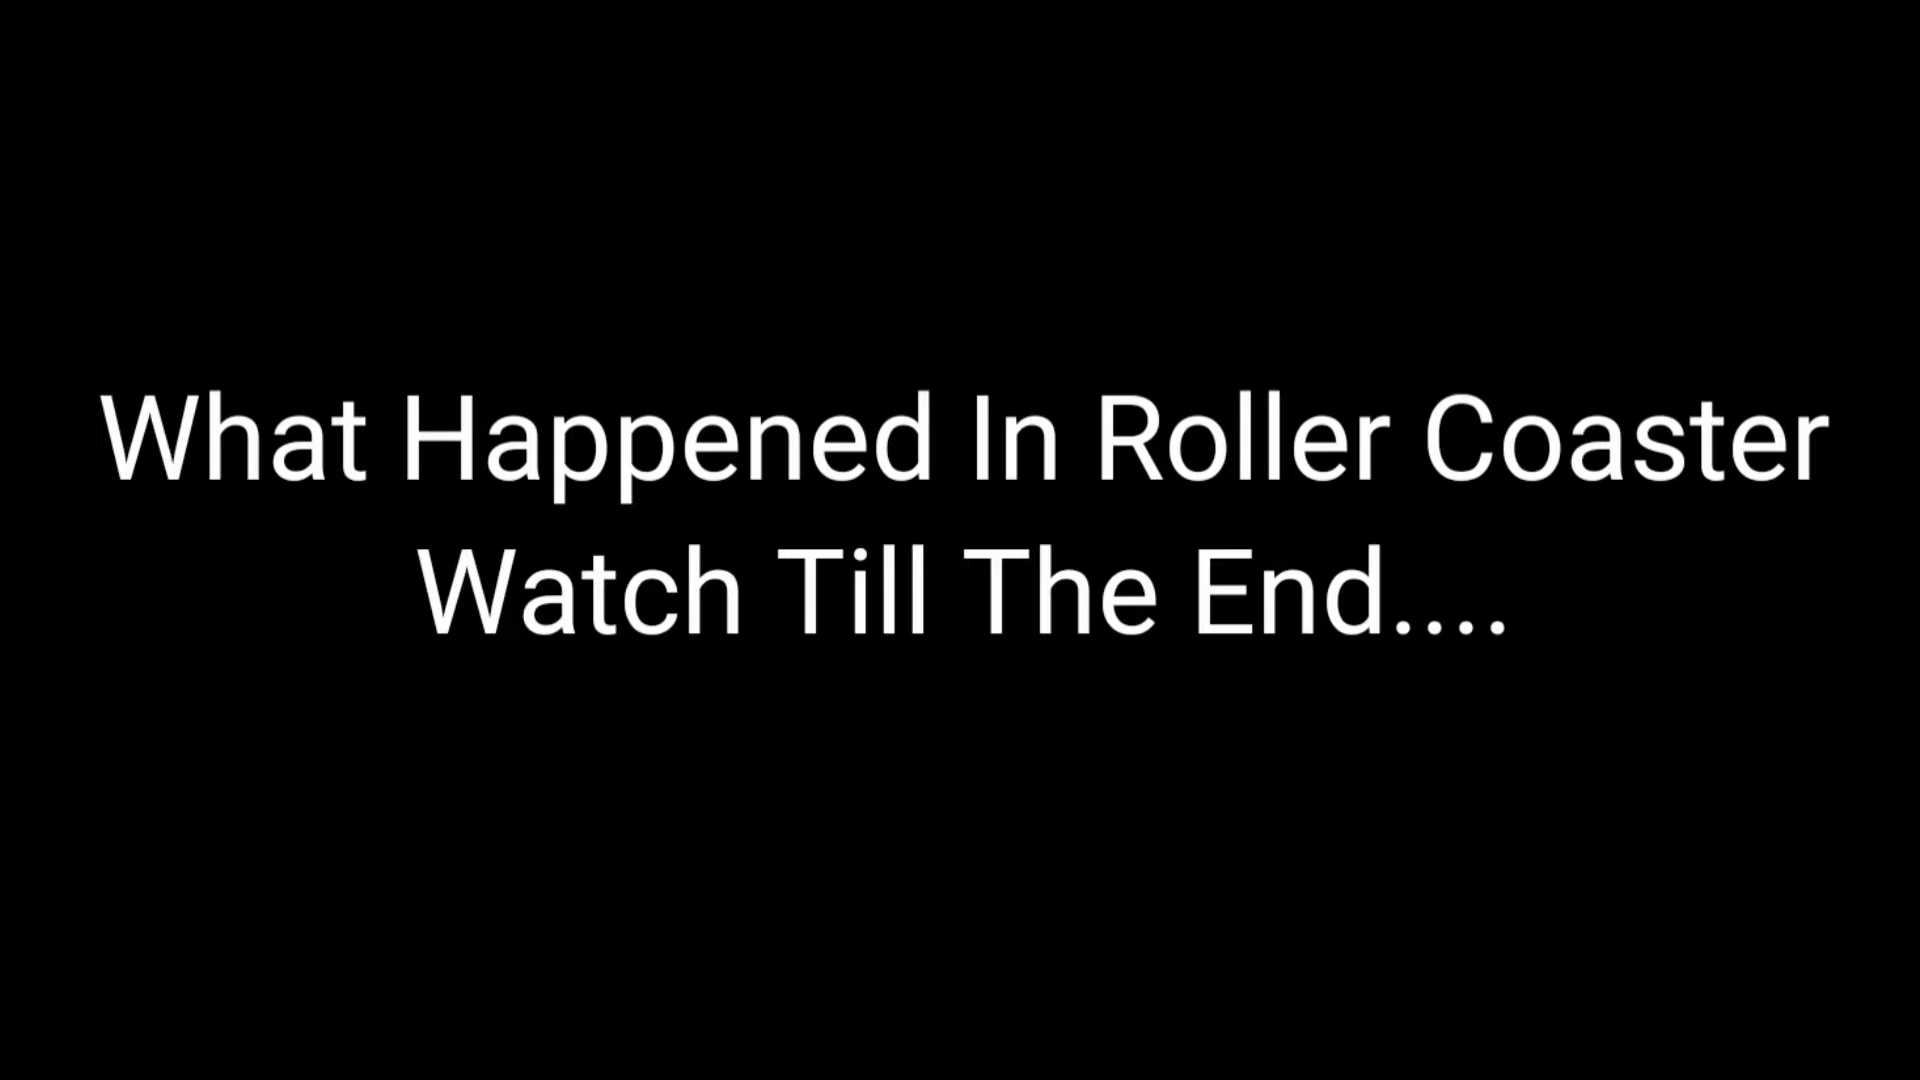 What Happened In Roller Coaster
Watch Till The End....